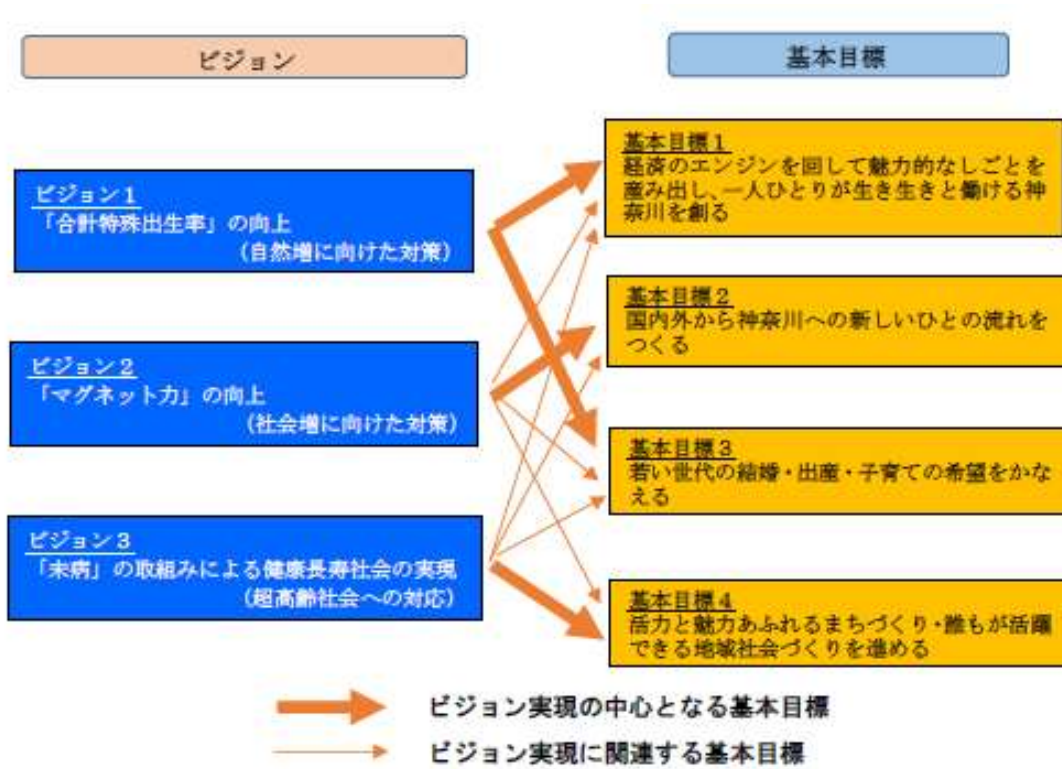 ビジョン
基本目標
ビジョン１
「合計特殊出生率」の向上
（自然増に向けた対策）
ビジョン２
「マグネット力」の向上
（社会増に向けた対策）
ビジョン３
「未病」の取組みによる健康長寿社会の実現
（超高齢社会への対応）
基本目標１
経済のエンジンを回して魅力的なしごとを
産み出し、一人ひとりが生き生きと働ける神
奈川を創る
基本目標２
国内外から神奈川への新しいひとの流れを
つくる
基本目標３
若い世代の結婚・出産・子育ての希望をかな
える
基本目標４
活力と魅力あふれるまちづくり・誰もが活躍
できる地域社会づくりを進める
ビジョン実現の中心となる基本目標
ビジョン実現に関連する基本目標